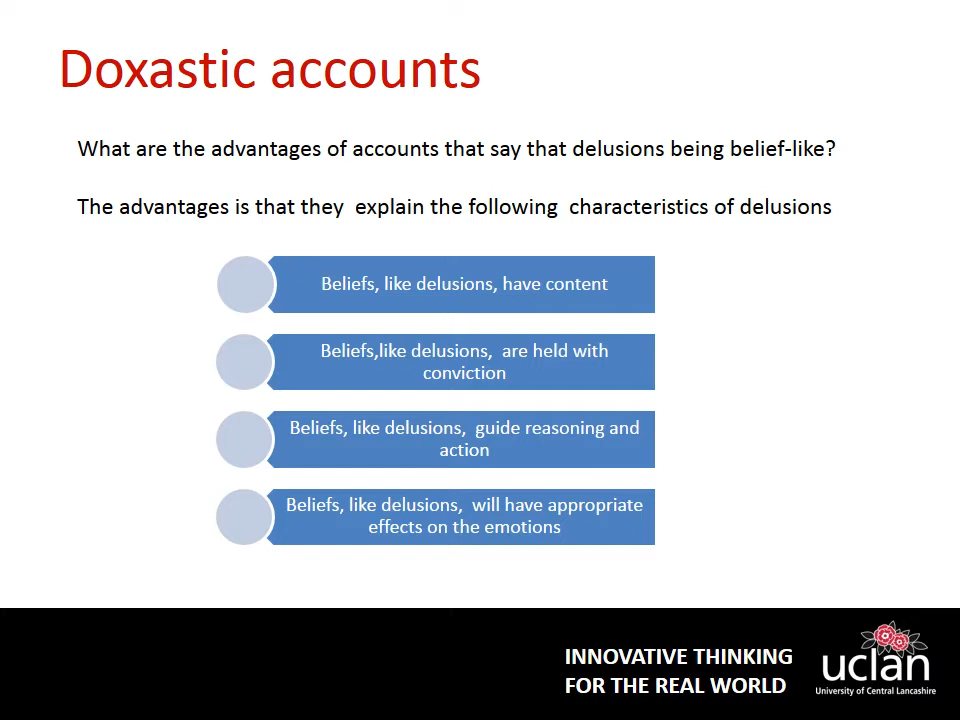 Doxastic accounts
What are the advantages of accounts that say that delusions being belief-like?
The advantages is that they  explain the following  characteristics of delusions
Beliefs, like delusions, have content
Beliefs,like delusions,  are held with
conviction
Beliefs, like delusions,  guide reasoning and
action
Beliefs, like delusions,  will have appropriate
effects on the emotions
INNOVATIVE THINKING
FOR THE REAL WORLD
uclan
University of Central Lancashire